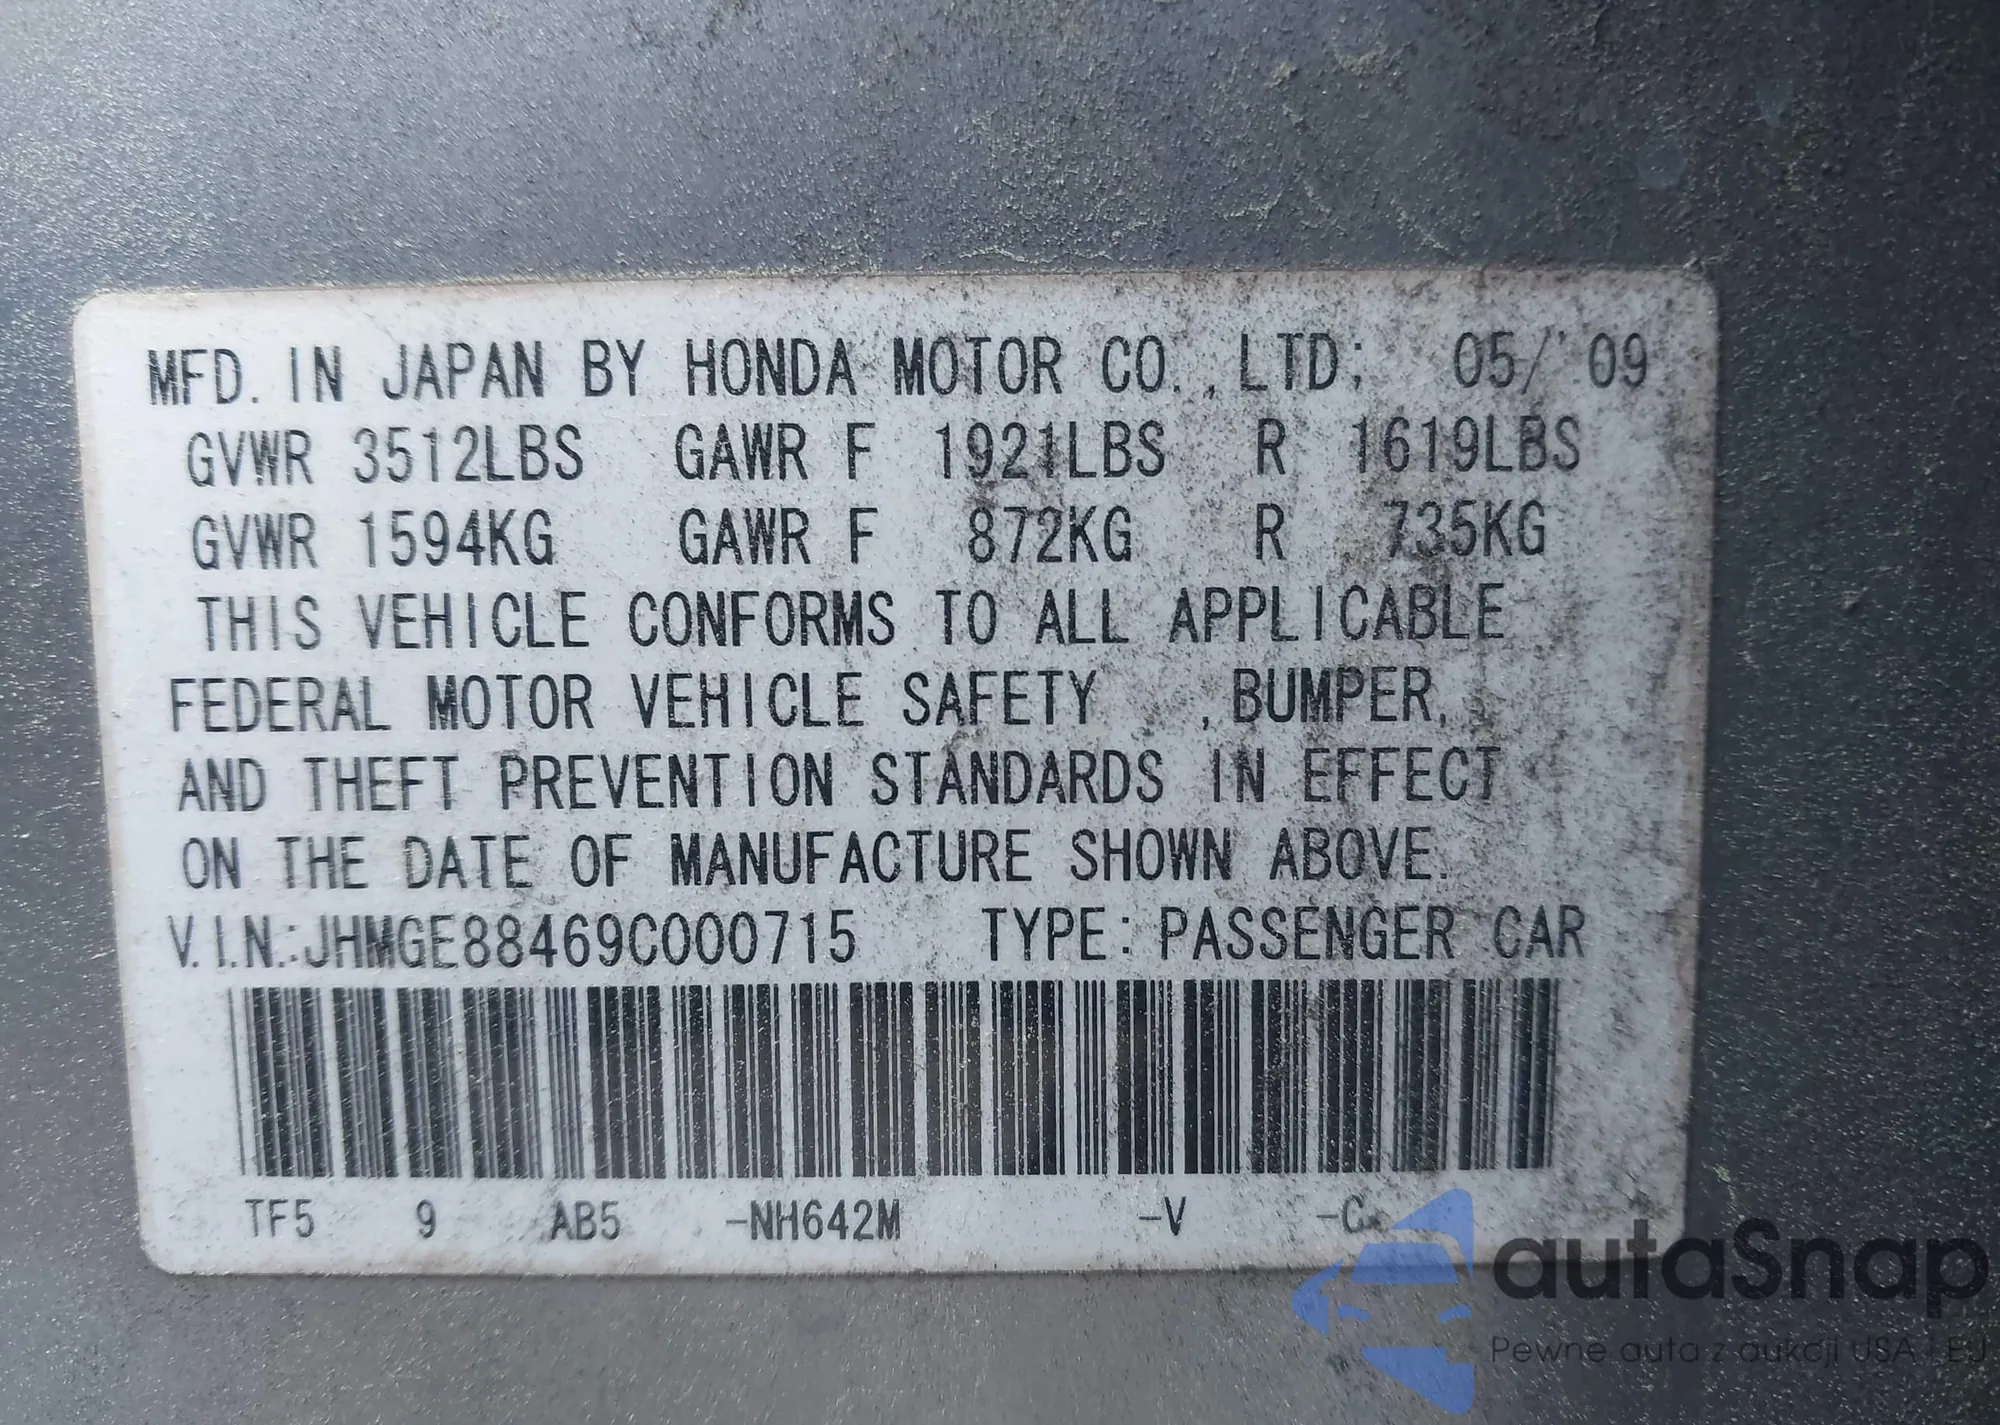 MFD. IN JAPAN BY HONDA MOTOR CO.,LTD; 05/'09
GVWR 3512LBS GAWR F 1921LBS R 1619LBS
GVWR 1594KG GAWR F 872KG R 735KG
THIS VEHICLE CONFORMS TO ALL APPLICABLE
FEDERAL MOTOR VEHICLE SAFETY ,BUMPER,
AND THEFT PREVENTION STANDARDS IN EFFECT
ON THE DATE OF MANUFACTURE SHOWN ABOVE.
V.I.N.:JHMGE88469C000715 TYPE: PASSENGER CAR
TF5 9 AB5 -NH642M -V -C
autaSnap
Pewne auta z aukcji USA i EU